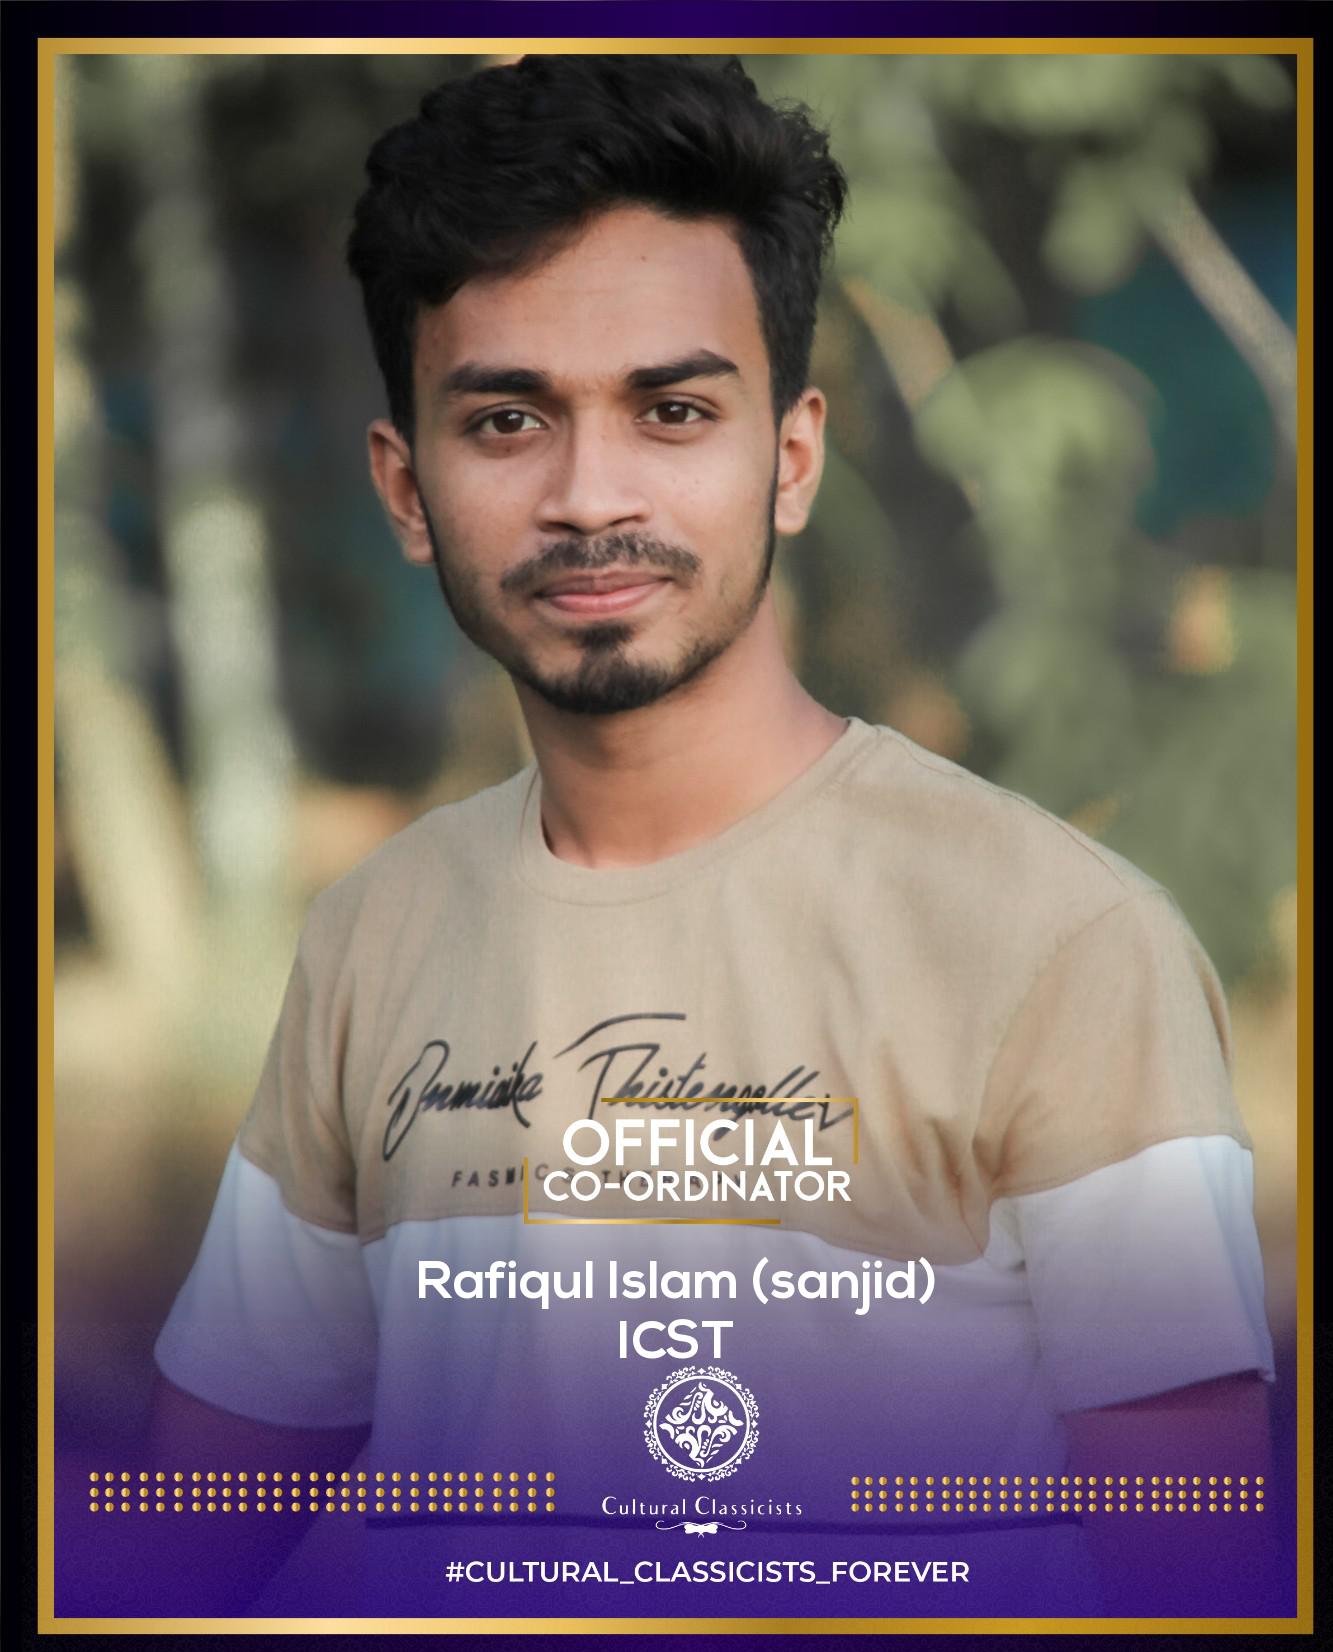 OFFICIAL
CO-ORDINATOR
Rafiqul Islam (sanjid)
ICST
Cultural Classicists
#CULTURAL_CLASSICISTS_FOREVER